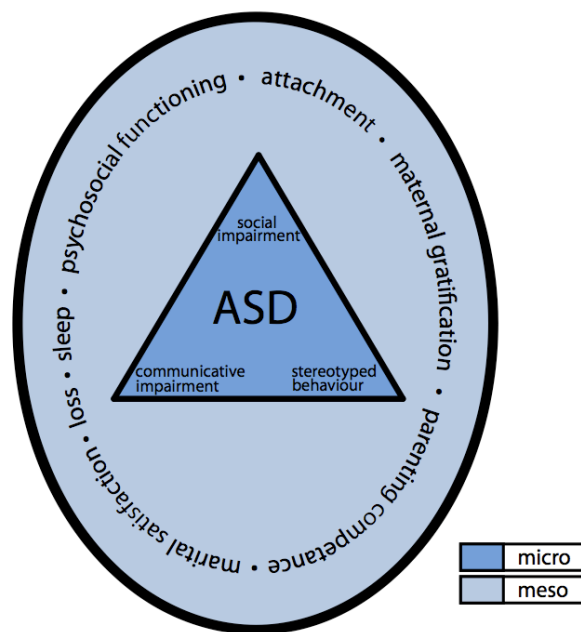 psychosocial functioning • attachment • maternal gratification • parenting competance • marital satisfaction • loss • sleep •
social
impairment
ASD
communicative
impairment
stereotyped
behaviour
micro
meso